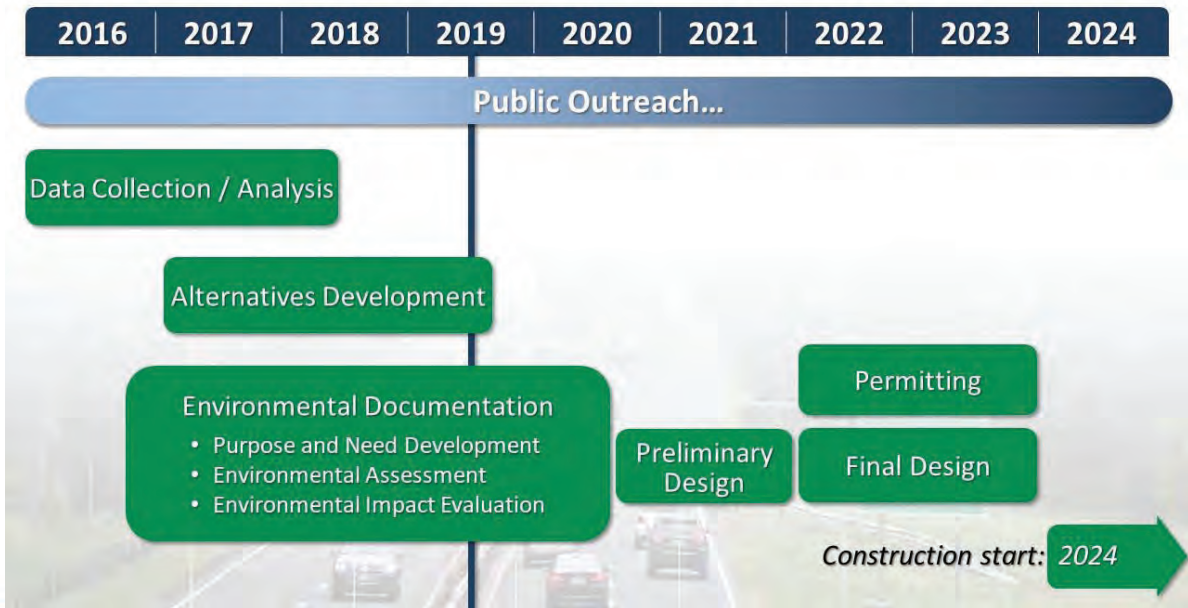 2016 2017 2018 2019 2020 2021 2022 2023 2024
Public Outreach...
Data Collection / Analysis
Alternatives Development
Environmental Documentation
• Purpose and Need Development
• Environmental Assessment
• Environmental Impact Evaluation
Preliminary
Design
Permitting
Final Design
Construction start: 2024